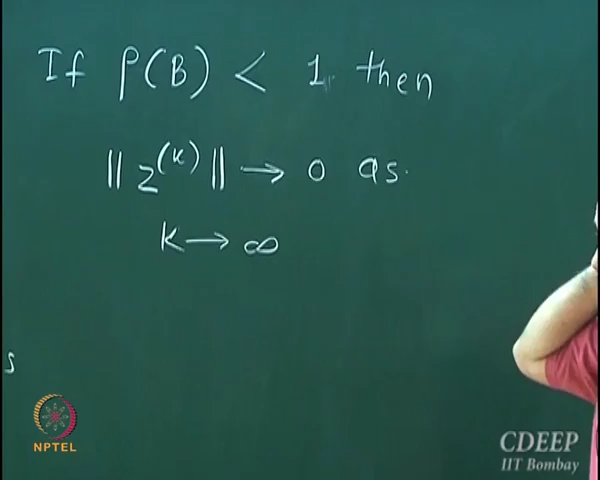 If ρ(B) < 1 then
|| z^(k) || → 0 as
k → ∞
s
NPTEL
CDEEP
IIT Bombay